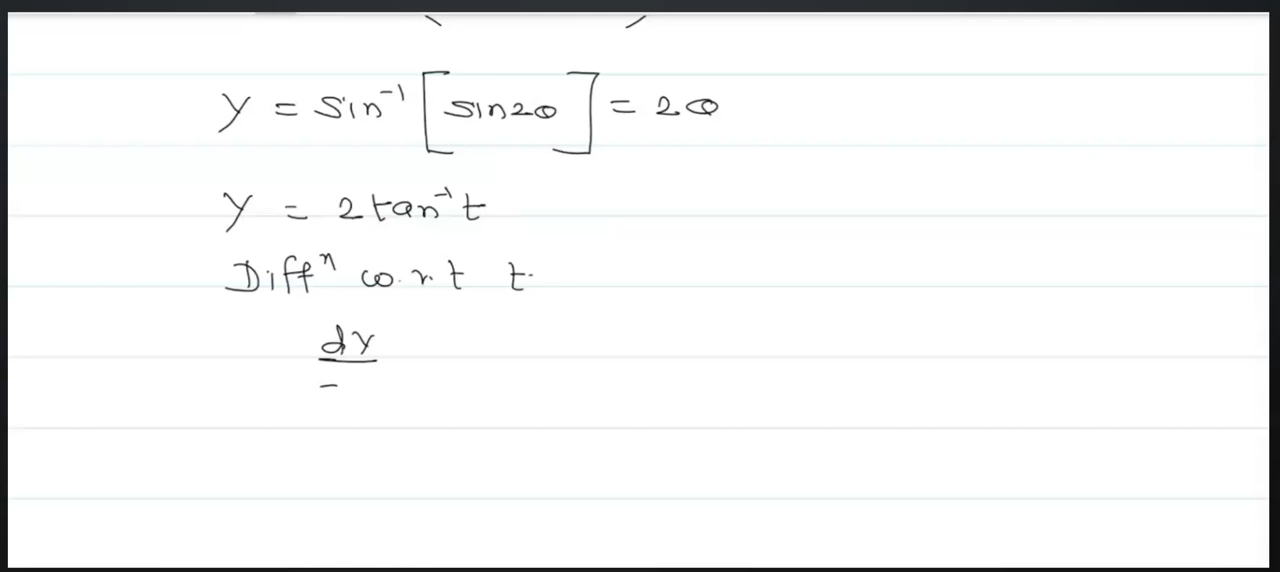 y = sin⁻¹ [sin2θ] = 2θ
y = 2tan⁻¹t
Diffⁿ w.r.t t.
dy